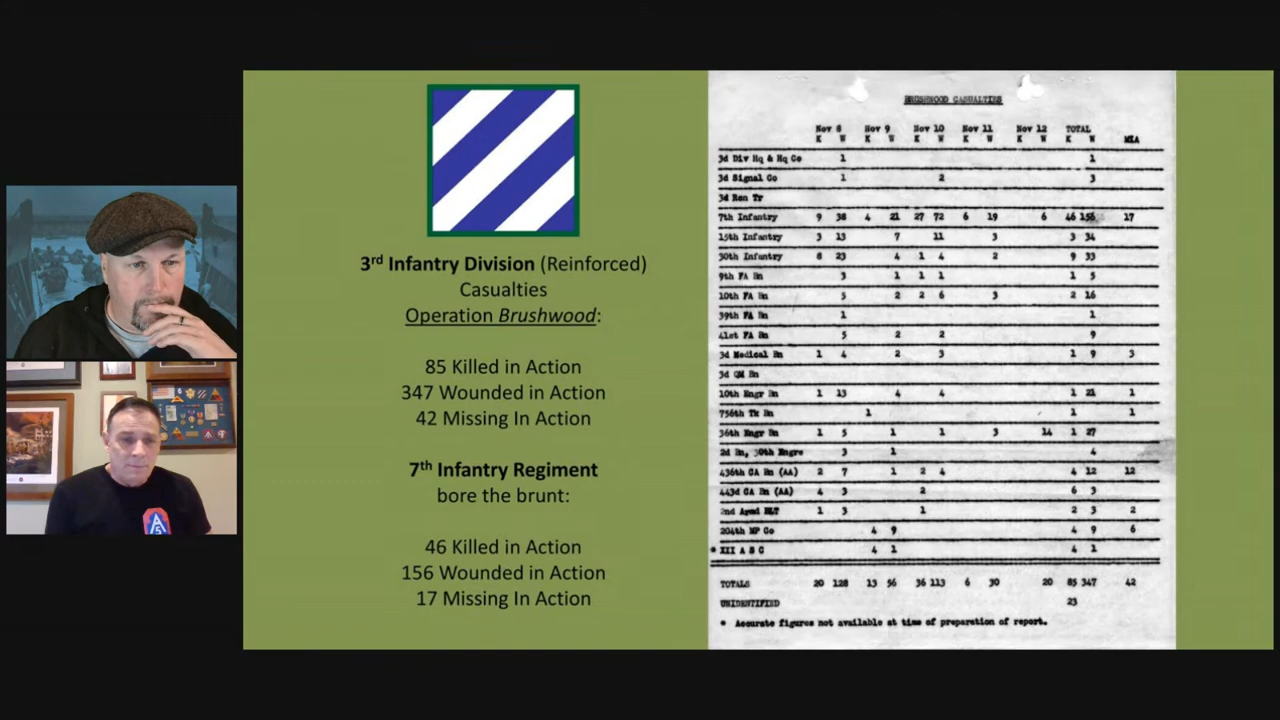 3rd Infantry Division (Reinforced)
Casualties
Operation Brushwood:
85 Killed in Action
347 Wounded in Action
42 Missing In Action
7th Infantry Regiment
bore the brunt:
46 Killed in Action
156 Wounded in Action
17 Missing In Action
BRUSHWOOD CASUALTIES
Nov 8 Nov 9 Nov 10 Nov 11 Nov 12 TOTAL
K W K W K W K W K W K W MIA
3d Div Hq & Hq Co 1 1
3d Signal Co 1 2 3
3d Rcn Tr
7th Infantry 9 38 4 21 27 72 6 19 6 46 156 17
15th Infantry 3 13 7 11 3 3 34
30th Infantry 8 23 4 1 4 2 9 33
9th FA Bn 3 1 1 1 1 5
10th FA Bn 5 2 2 6 3 2 16
39th FA Bn 1 1
41st FA Bn 5 2 2 9
3d Medical Bn 1 4 2 3 1 9 3
3d QM Bn
10th Engr Bn 1 13 4 4 1 21 1
756th Tk Bn 1 1 1
36th Engr Bn 1 5 1 1 3 14 1 27
2d Bn, 30th Engrs 3 1 4
436th CA Bn (AA) 2 7 1 2 4 4 12 12
443d CA Bn (AA) 4 3 2 6 3
2nd Armd BLT 1 3 1 2 3 2
204th MP Co 4 9 4 9 6
* XII A S C 4 1 4 1
TOTALS 20 128 13 56 36 113 6 30 20 85 347 42
UNIDENTIFIED 23
* Accurate figures not available at time of preparation of report.